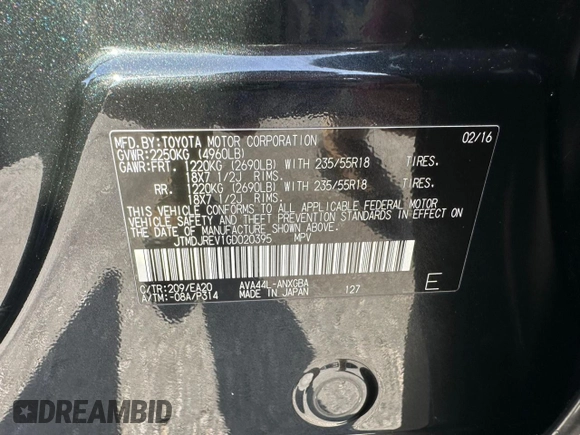 MFD.BY:TOYOTA MOTOR CORPORATION 02/16
GVWR:2250KG (4960LB)
GAWR:FRT. 1220KG (2690LB) WITH 235/55R18 TIRES.
18X7 1/2J RIMS.
RR. 1220KG (2690LB) WITH 235/55R18 TIRES.
18X7 1/2J RIMS.
THIS VEHICLE CONFORMS TO ALL APPLICABLE FEDERAL MOTOR
VEHICLE SAFETY AND THEFT PREVENTION STANDARDS IN EFFECT ON
THE DATE OF MANUFACTURE SHOWN ABOVE.
JTMDJREV1GD020395 MPV
C/TR:209/EA20 AVA44L-ANXGBA
A/TM:-08A/P314 MADE IN JAPAN 127 E
DREAMBID